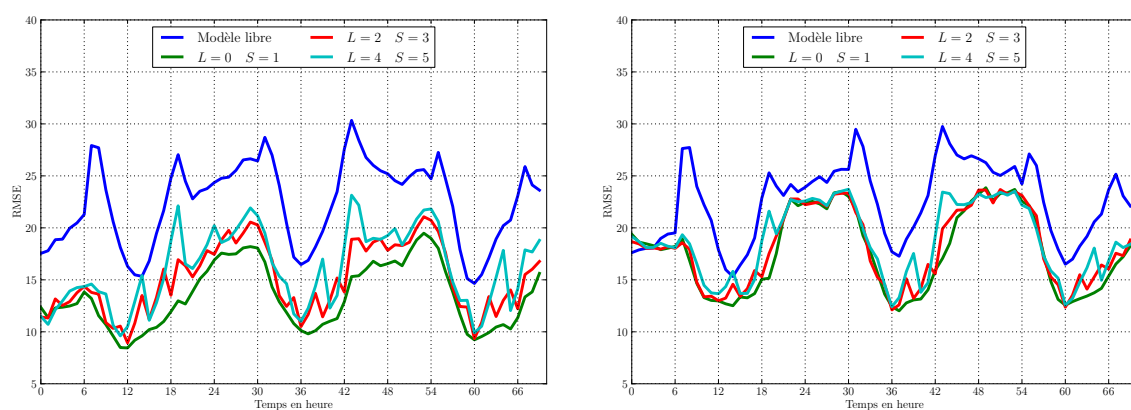 40
35
30
25
20
15
10
5
RMSE
Modèle libre
L = 0 S = 1
L = 2 S = 3
L = 4 S = 5
0 6 12 18 24 30 36 42 48 54 60 66
Temps en heure
40
35
30
25
20
15
10
5
RMSE
Modèle libre
L = 0 S = 1
L = 2 S = 3
L = 4 S = 5
0 6 12 18 24 30 36 42 48 54 60 66
Temps en heure